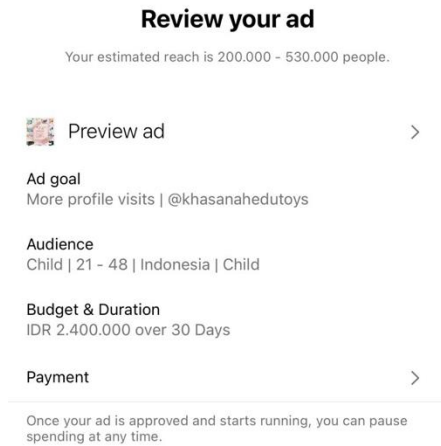 Review your ad
Your estimated reach is 200.000 - 530.000 people.
Preview ad
Ad goal
More profile visits | @khasanahedutoys
Audience
Child | 21 - 48 | Indonesia | Child
Budget & Duration
IDR 2.400.000 over 30 Days
Payment
Once your ad is approved and starts running, you can pause
spending at any time.